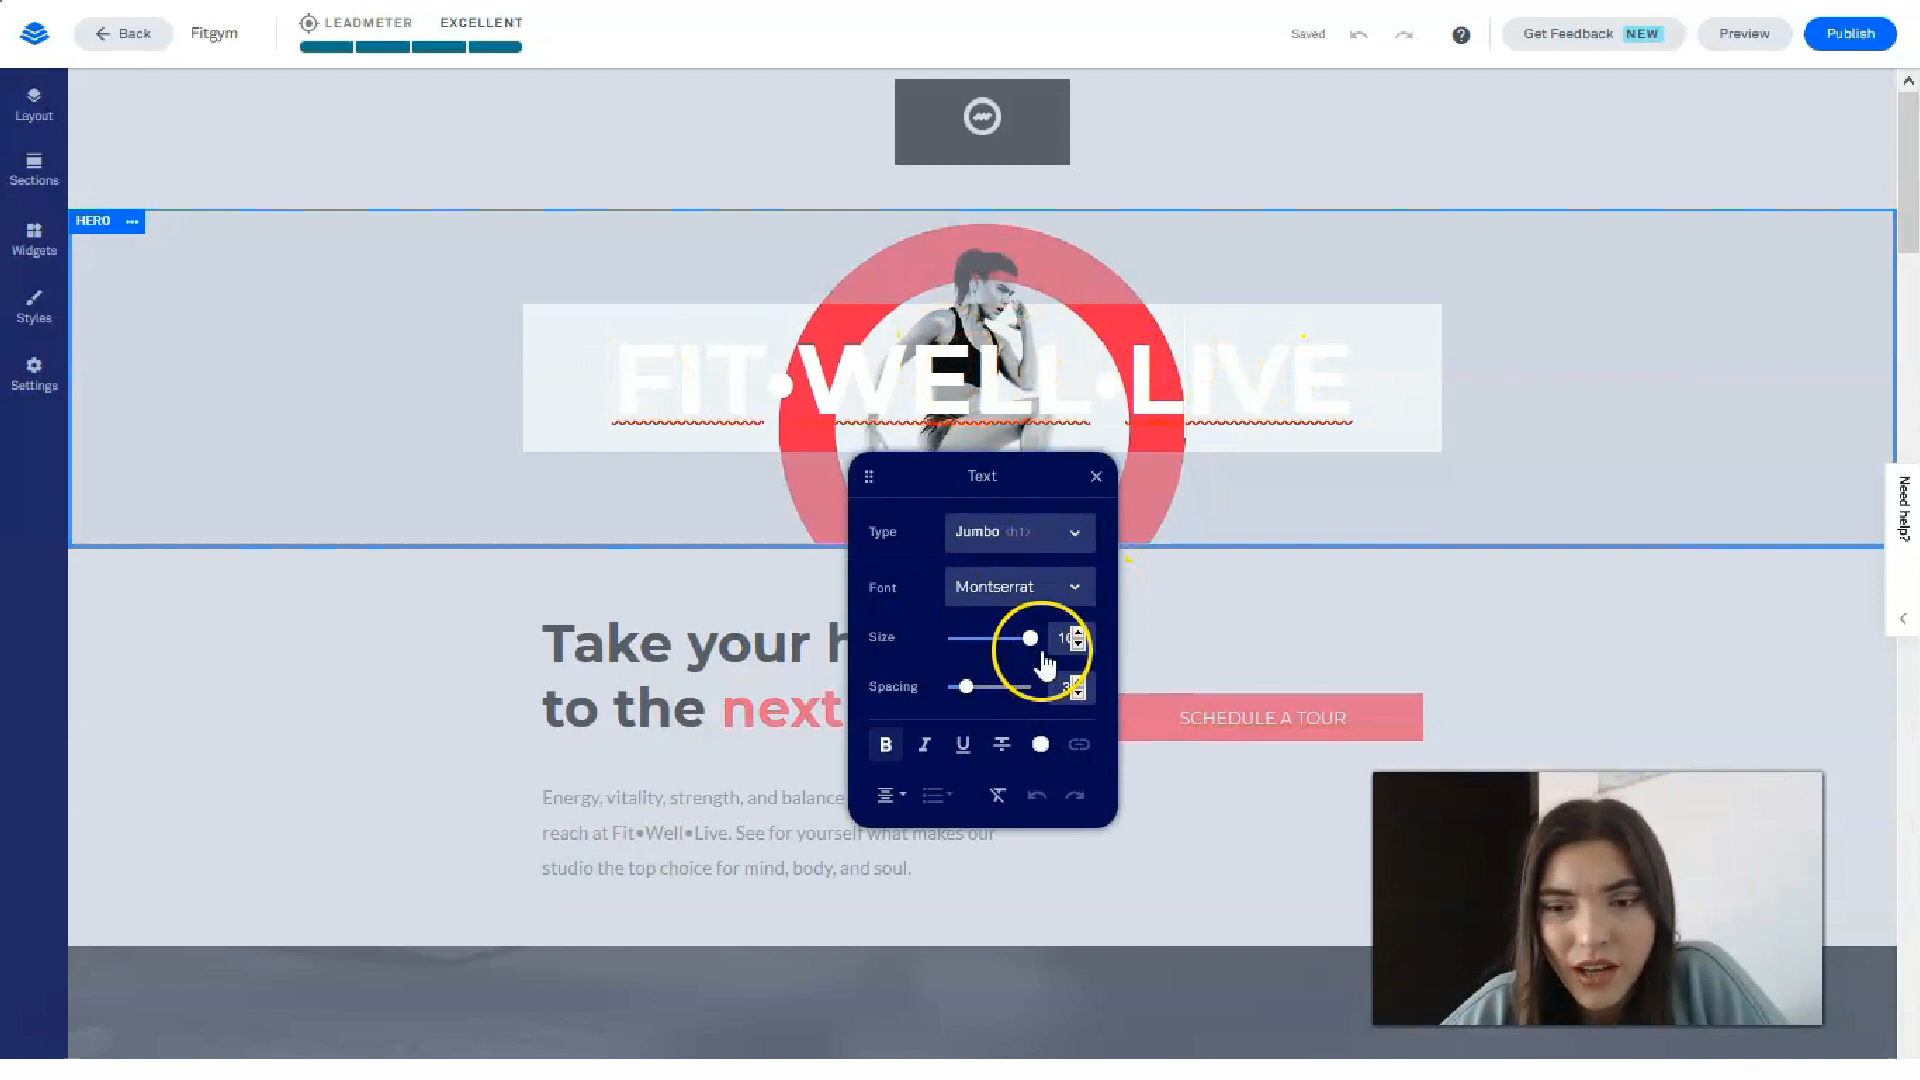 Back
Fitgym
LEADMETER EXCELLENT
Saved
Get Feedback NEW
Preview
Publish
Layout
Sections
Widgets
Styles
Settings
HERO
FIT•WELL•LIVE
Text
Type Jumbo <h1>
Font Montserrat
Size
Spacing
B I U
Take your h
to the next
SCHEDULE A TOUR
Energy, vitality, strength, and balance
reach at Fit•Well•Live. See for yourself what makes our
studio the top choice for mind, body, and soul.
Need help?